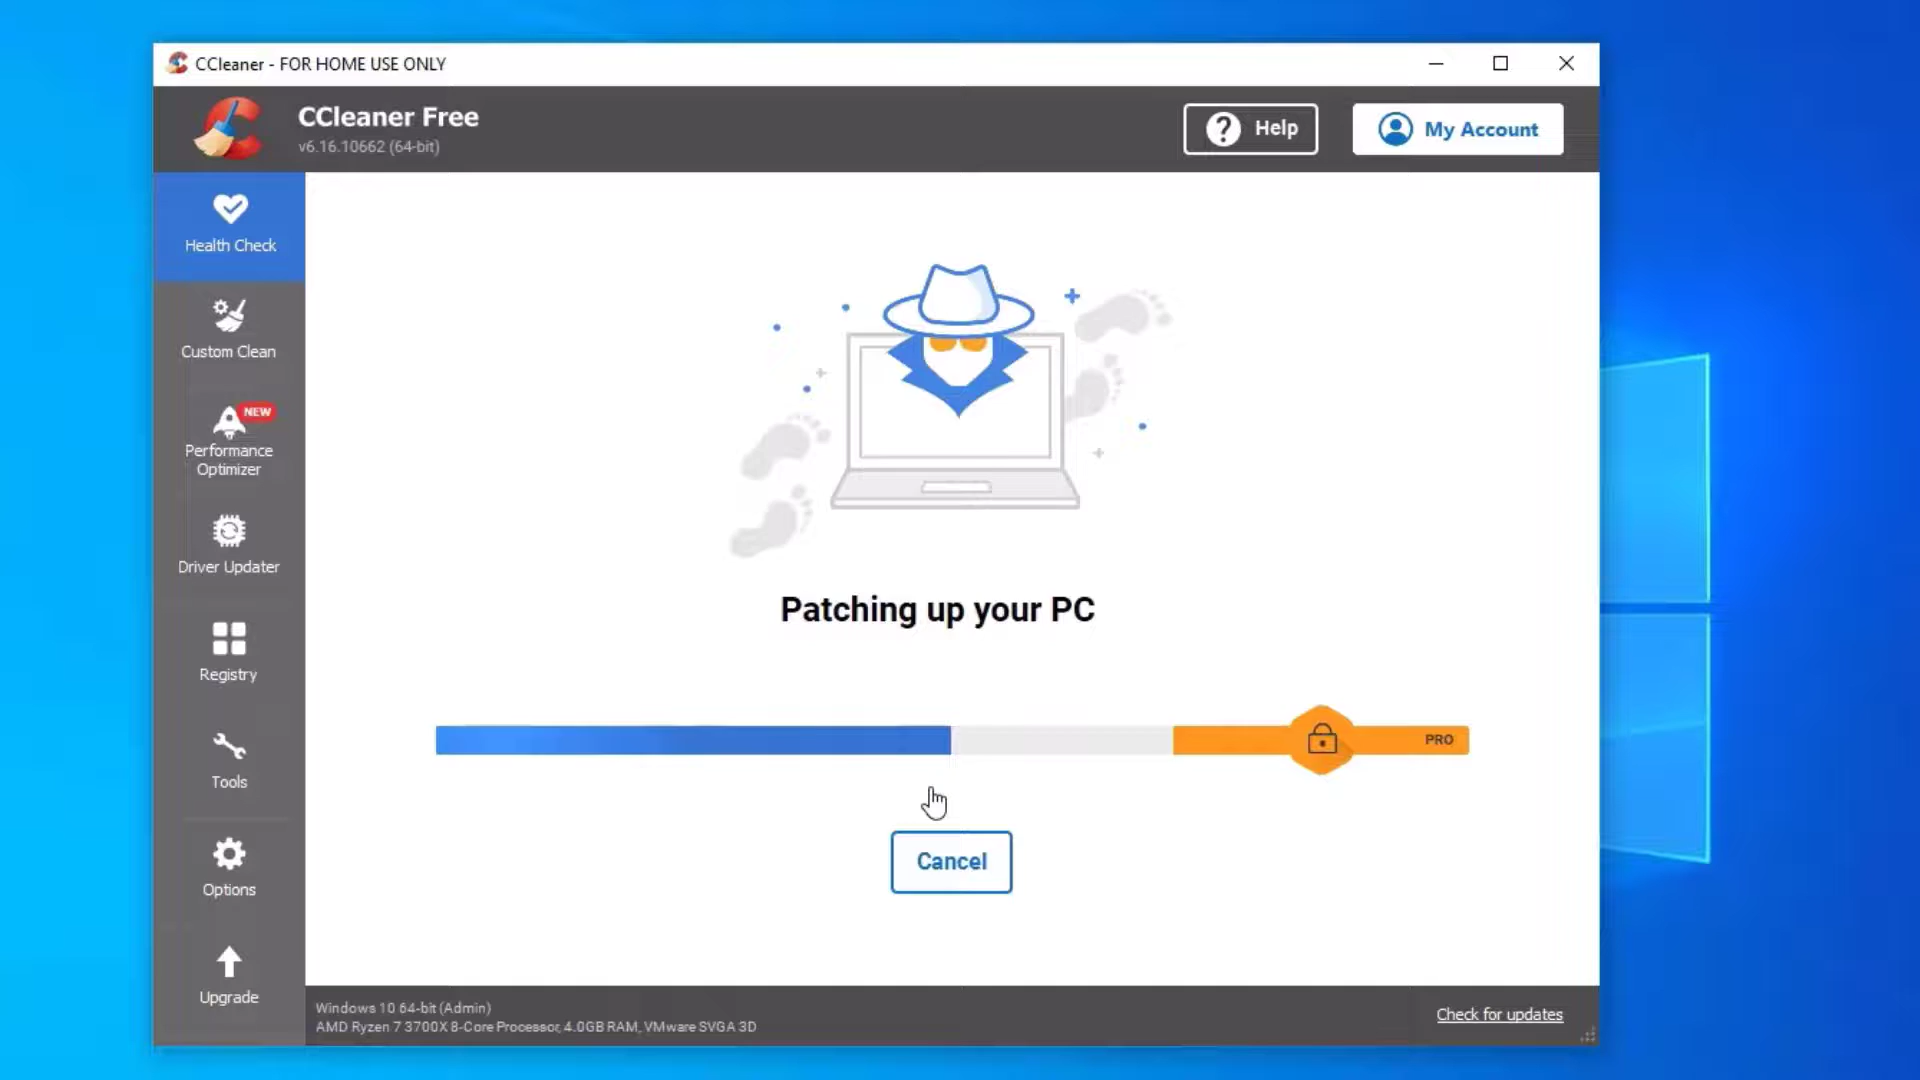 CCleaner - FOR HOME USE ONLY
CCleaner Free
v6.16.10662 (64-bit)
Help
My Account
Health Check
Custom Clean
NEW
Performance
Optimizer
Driver Updater
Registry
Tools
Options
Upgrade
Patching up your PC
PRO
Cancel
Windows 10 64-bit (Admin)
AMD Ryzen 7 3700X 8-Core Processor, 4.0GB RAM, VMware SVGA 3D
Check for updates